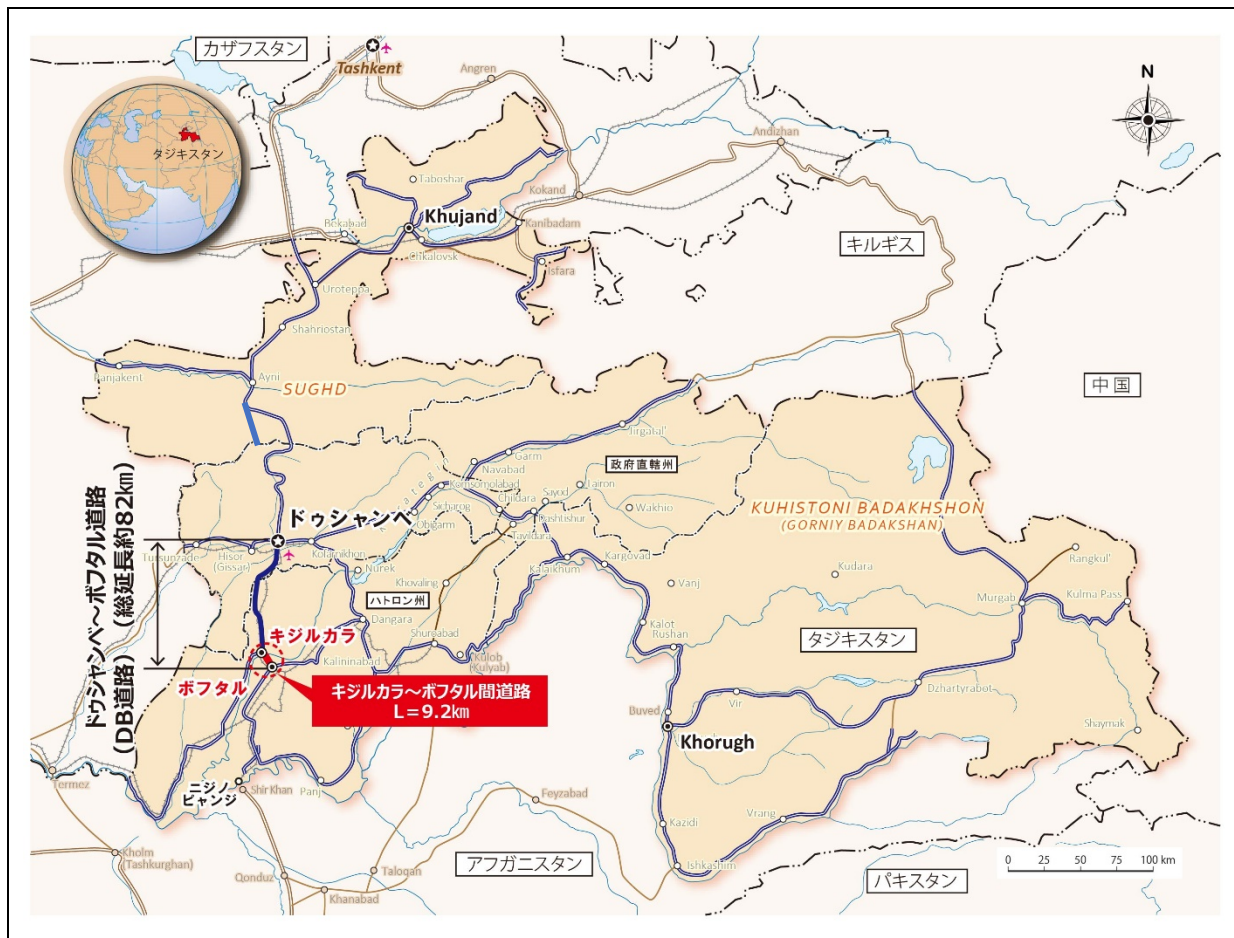 カザフスタン
Tashkent
Angren
N
Andizhan
タジキスタン
Taboshar
Kokand
Khujand
Bekabad
Kanibadam
キルギス
Chkalovsk
Isfara
Uroteppa
Shahriostan
Panjakent
Ayni
SUGHD
中国
Jirgatal'
Garm
Navabad
政府直轄州
Karategin
Komsomolabad
Lairon
Sayod
Childara
Sicharog
Wakhio
Dashtishur
KUHISTONI BADAKHSHON
(GORNIY BADAKSHAN)
Obigarm
Tavildara
ドゥシャンベ
Kofarnikhon
Tursunzade
Hisor
(Gissar)
Rangkul'
Kalaikhum
Kargovad
Nurek
Khovaling
Vanj
Kudara
ドゥシャンベ～ボフタル道路
(DB道路) (総延長約82km)
ハトロン州
Murgab
Kulma Pass
Dangara
Kalot
Rushan
キジルカラ
Shurpabad
タジキスタン
Kalininabad
Kulob
(Kulyab)
ボフタル
キジルカラ～ボフタル間道路
L=9.2km
Dzhartyrabot
Vir
Buved
Shaymak
Khorugh
ニジノ
ピャンジ
Termez
Shir Khan
Panj
Feyzabad
Vrang
Kazidi
Kholm
(Tashkurghan)
アフガニスタン
Ishkashim
Taloqan
Qonduz
0 25 50 75 100 km
パキスタン
Khanabad